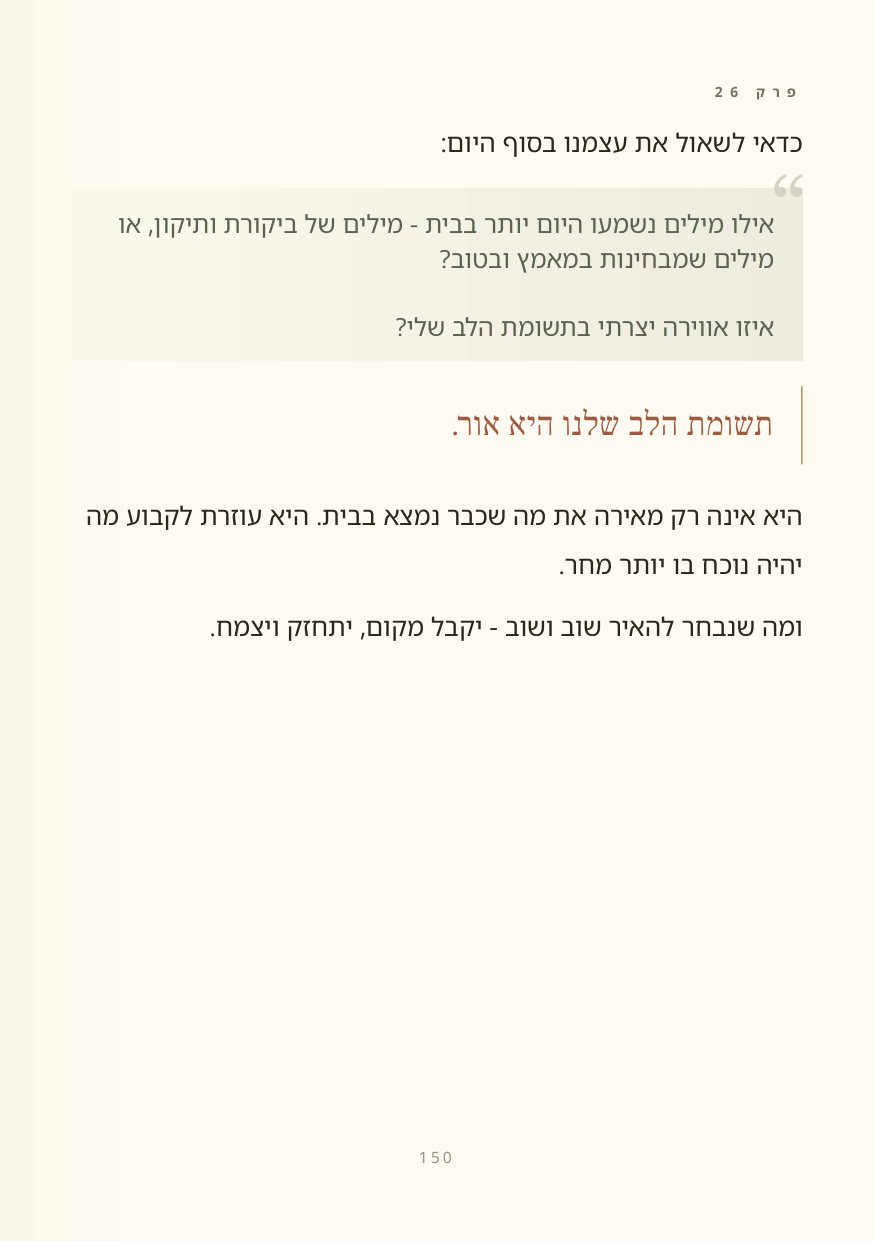 פרק 26
כדאי לשאול את עצמנו בסוף היום:
“
אילו מילים נשמעו היום יותר בבית - מילים של ביקורת ותיקון, או
מילים שמבחינות במאמץ ובטוב?
איזו אווירה יצרתי בתשומת הלב שלי?
תשומת הלב שלנו היא אור.
היא אינה רק מאירה את מה שכבר נמצא בבית. היא עוזרת לקבוע מה
יהיה נוכח בו יותר מחר.
ומה שנבחר להאיר שוב ושוב - יקבל מקום, יתחזק ויצמח.
150